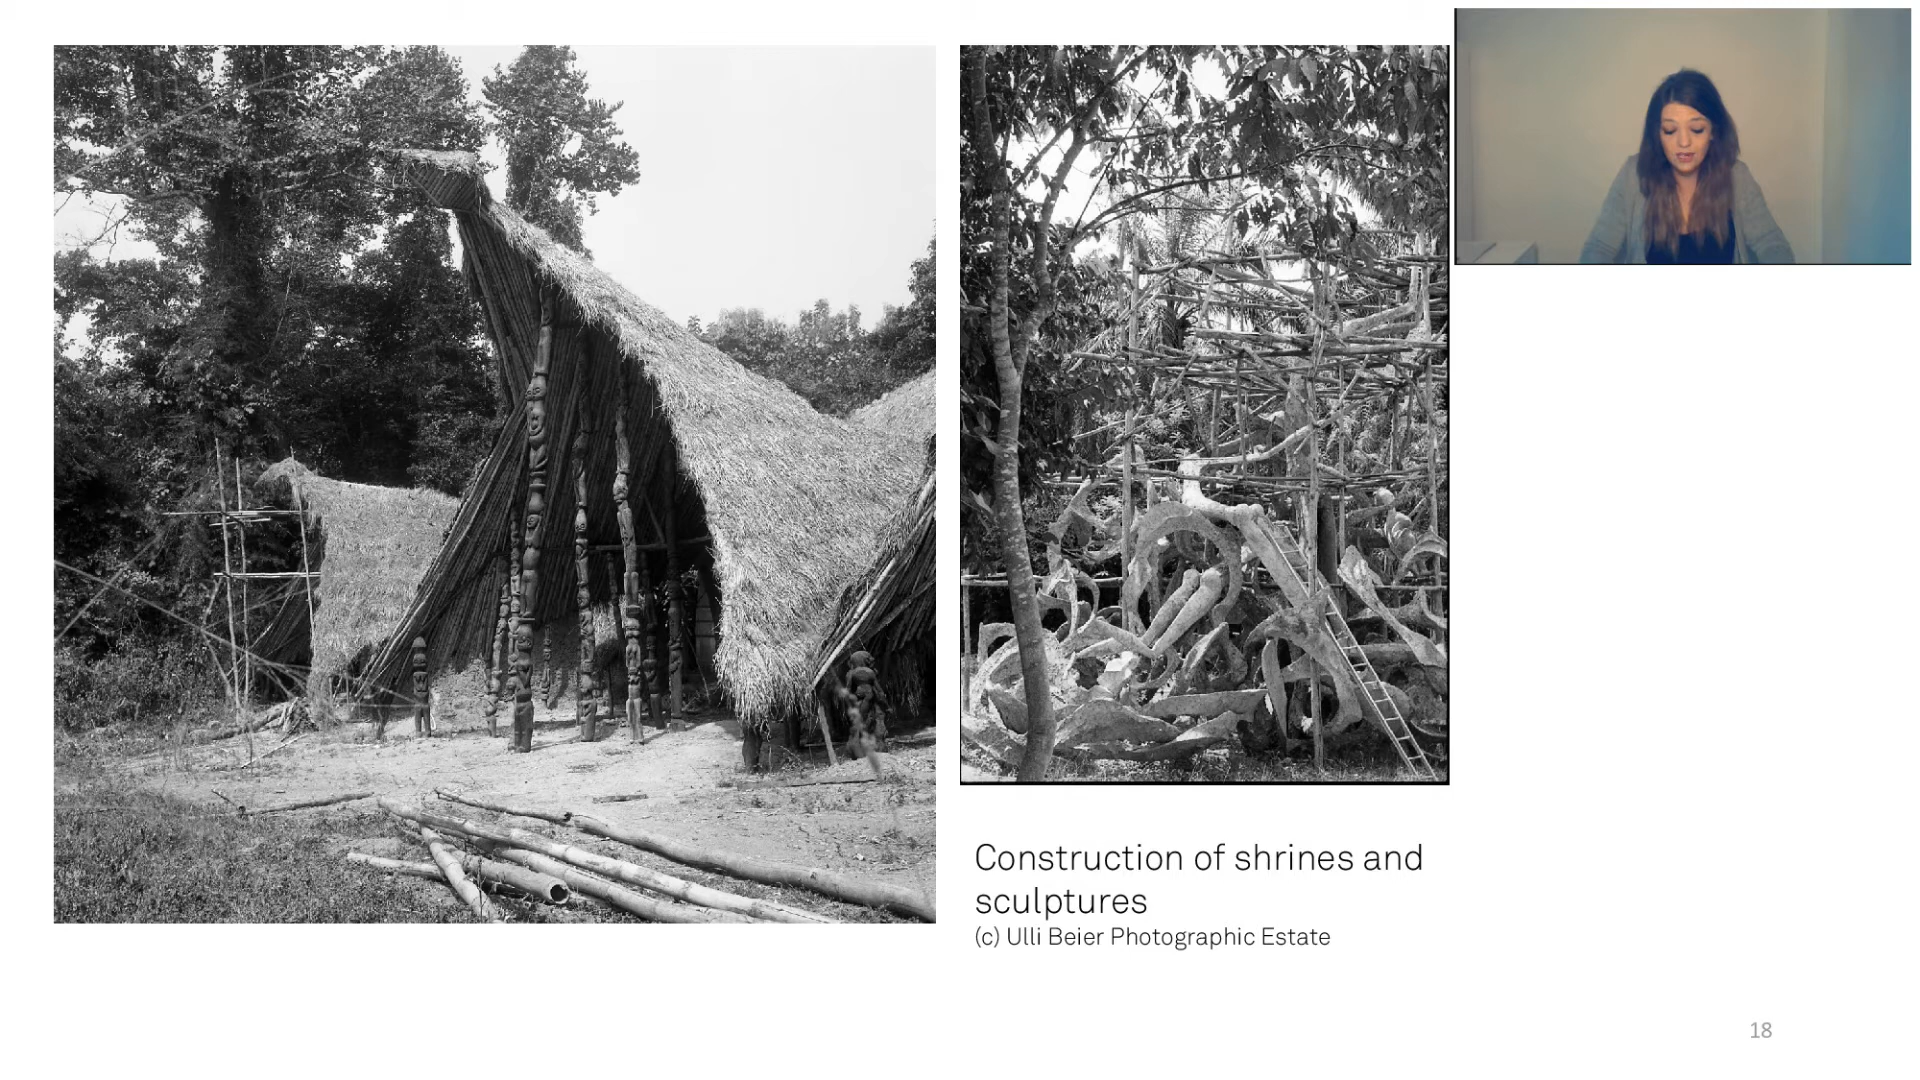 Construction of shrines and
sculptures
(c) Ulli Beier Photographic Estate
18